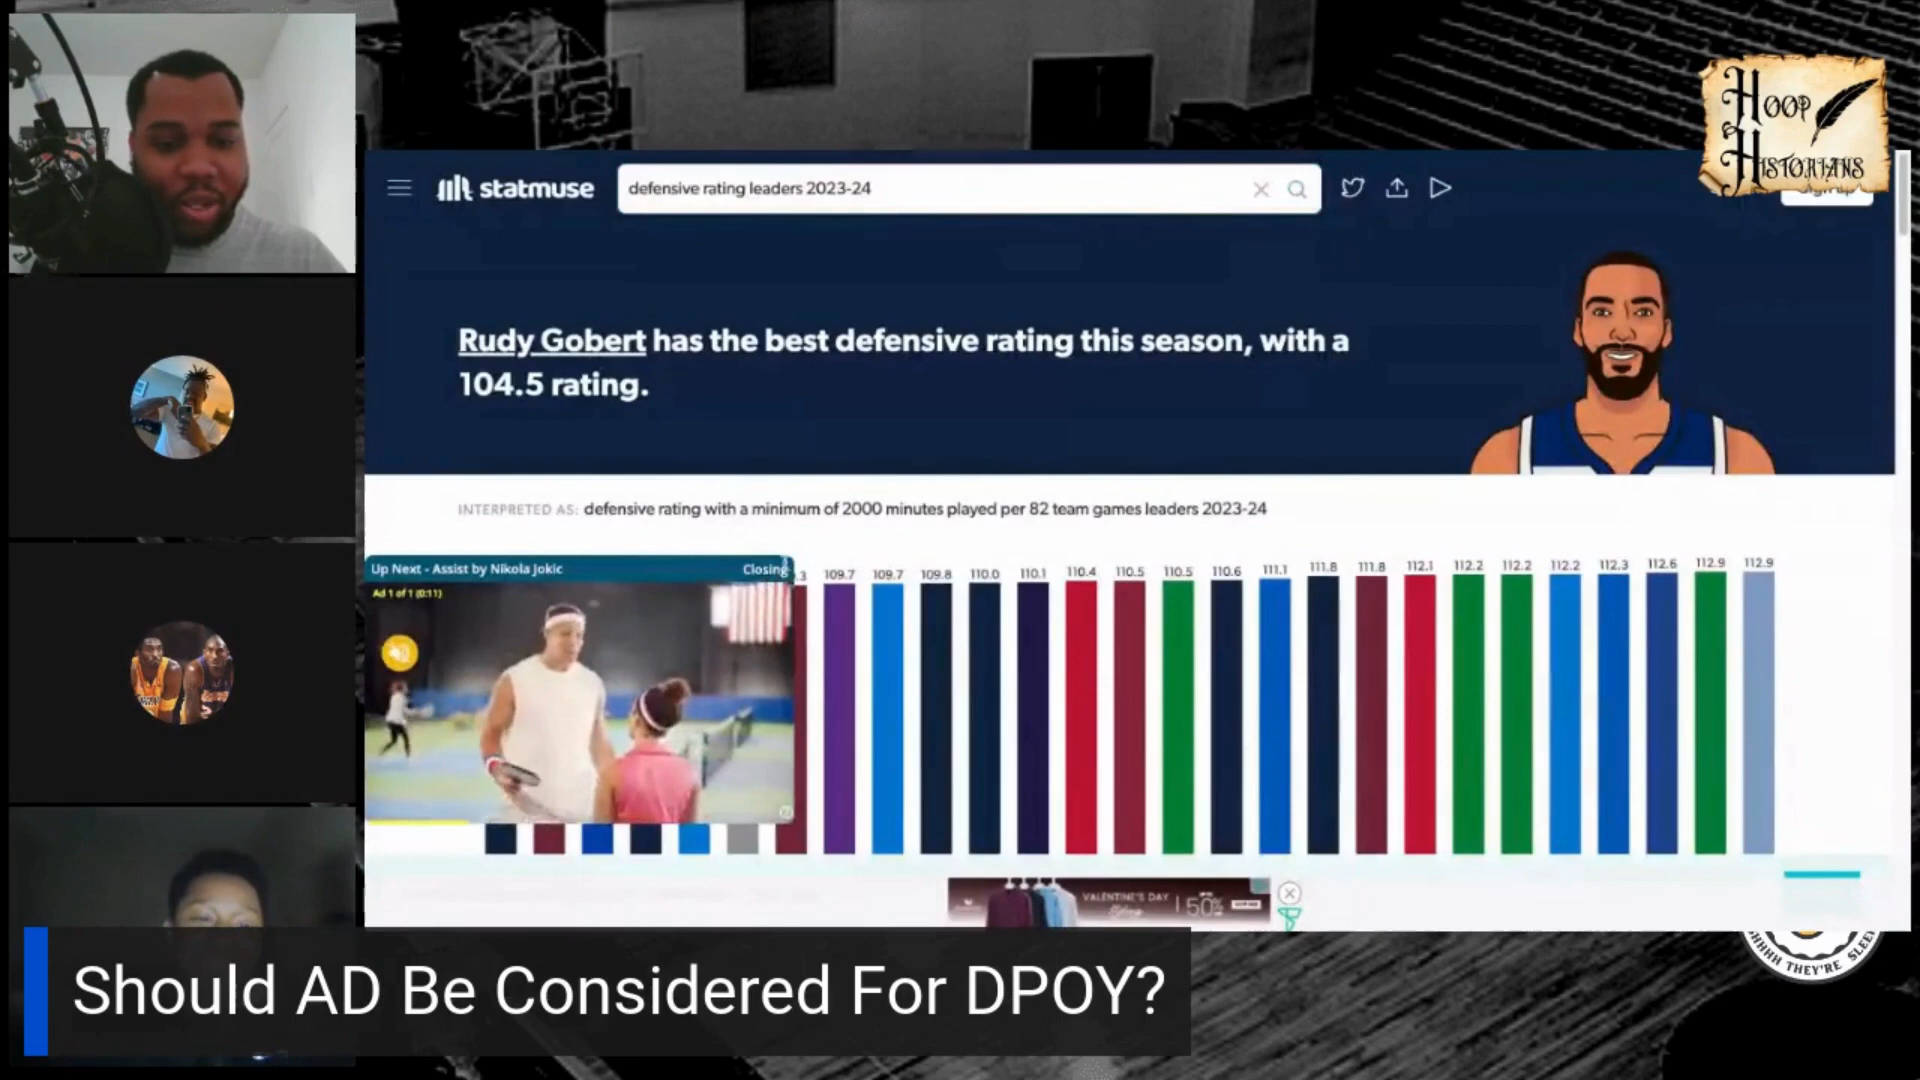 HOOP
HISTORIANS
statmuse
defensive rating leaders 2023-24
Rudy Gobert has the best defensive rating this season, with a
104.5 rating.
INTERPRETED AS: defensive rating with a minimum of 2000 minutes played per 82 team games leaders 2023-24
Up Next - Assist by Nikola Jokic Closing
Ad 1 of 1 (0:11)
.3 109.7 109.7 109.8 110.0 110.1 110.4 110.5 110.5 110.6 111.1 111.8 111.8 112.1 112.2 112.2 112.2 112.3 112.6 112.9 112.9
VALENTINE'S DAY
50%
THEY'RE
Should AD Be Considered For DPOY?